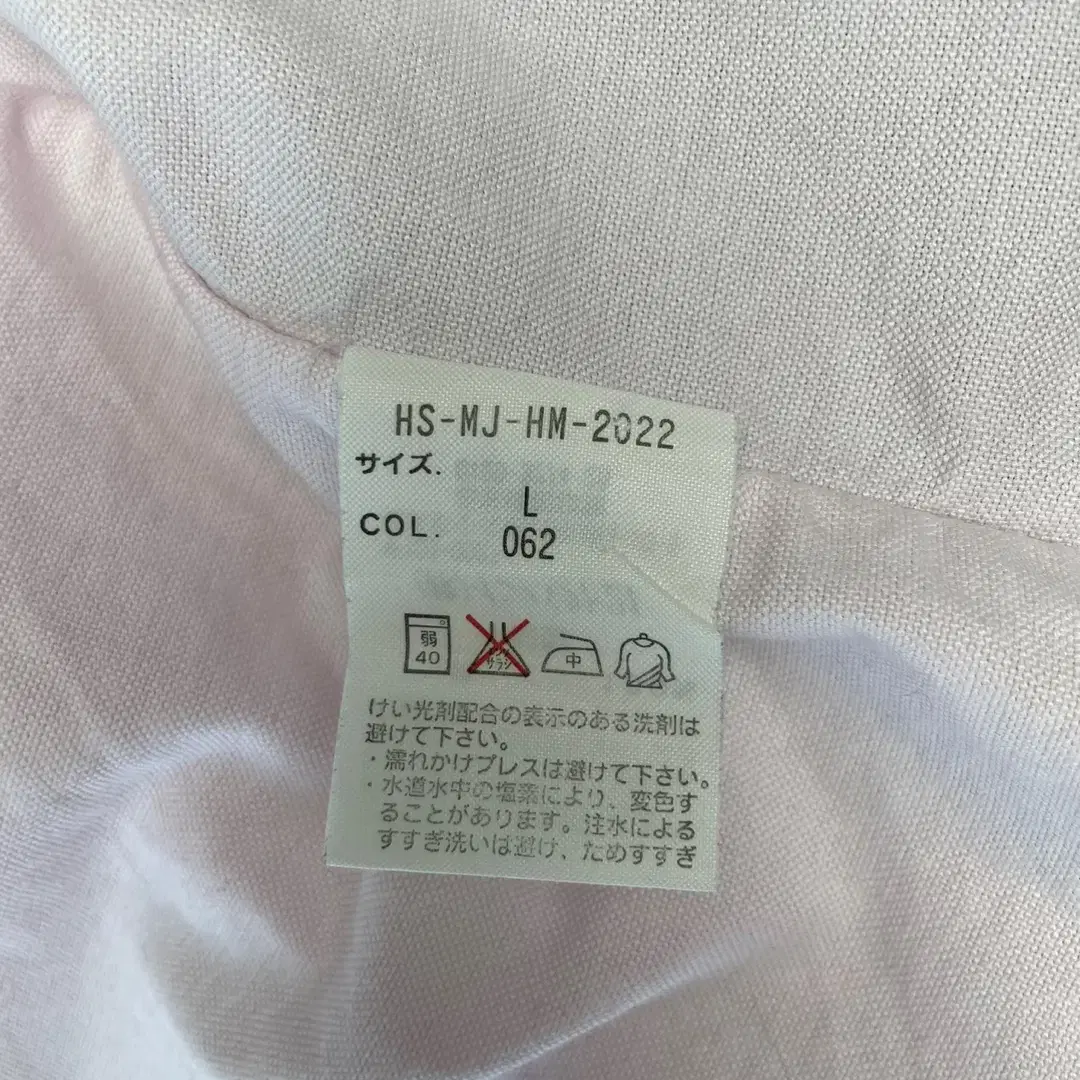 HS-MJ-HM-2022
サイズ.
L
COL. 062
弱
40
サラシ
中
けい光剤配合の表示のある洗剤は
避けて下さい。
・濡れかけプレスは避けて下さい。
・水道水中の塩素により、変色す
ることがあります。注水による
すすぎ洗いは避け、ためすすぎ